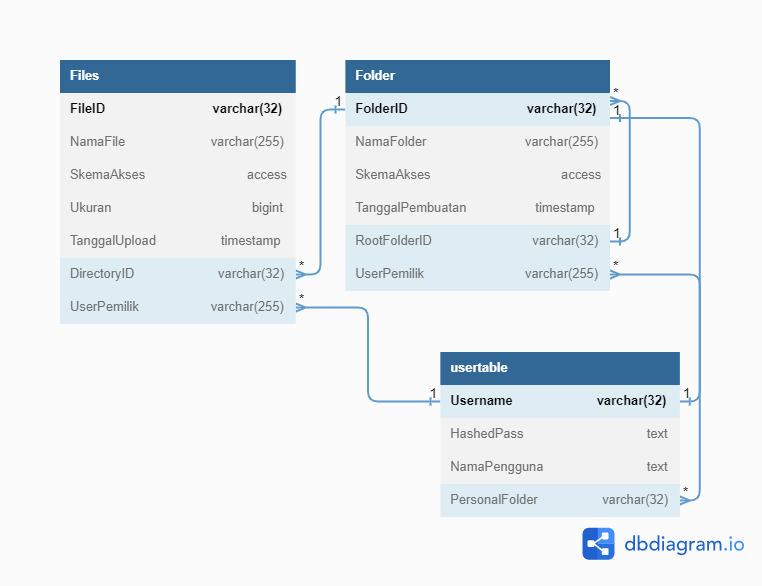 Files
FileID varchar(32)
NamaFile varchar(255)
SkemaAkses access
Ukuran bigint
TanggalUpload timestamp
DirectoryID varchar(32)
UserPemilik varchar(255)
1
*
*
Folder
FolderID varchar(32)
NamaFolder varchar(255)
SkemaAkses access
TanggalPembuatan timestamp
RootFolderID varchar(32)
UserPemilik varchar(255)
*
1
1
*
usertable
Username varchar(32)
HashedPass text
NamaPengguna text
PersonalFolder varchar(32)
1
1
*
dbdiagram.io